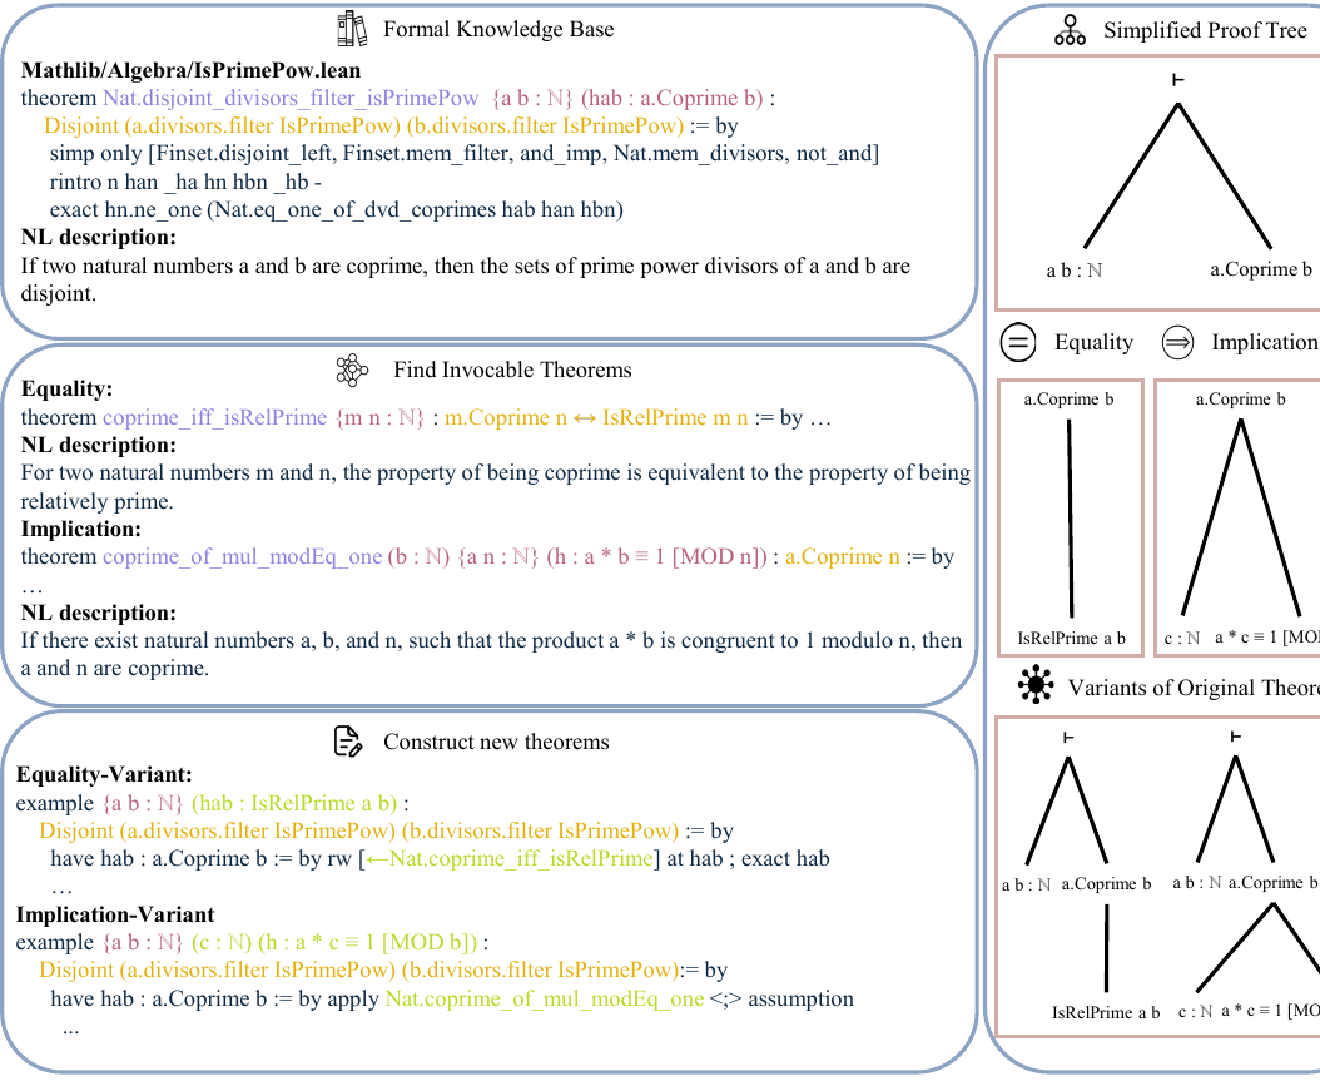 Formal Knowledge Base
Mathlib/Algebra/IsPrimePow.lean
theorem Nat.disjoint_divisors_filter_isPrimePow {a b : ℕ} (hab : a.Coprime b) :
Disjoint (a.divisors.filter IsPrimePow) (b.divisors.filter IsPrimePow) := by
simp only [Finset.disjoint_left, Finset.mem_filter, and_imp, Nat.mem_divisors, not_and]
rintro n han _ha hn hbn _hb -
exact hn.ne_one (Nat.eq_one_of_dvd_coprimes hab han hbn)
NL description:
If two natural numbers a and b are coprime, then the sets of prime power divisors of a and b are
disjoint.
Find Invocable Theorems
Equality:
theorem coprime_iff_isRelPrime {m n : ℕ} : m.Coprime n ↔ IsRelPrime m n := by …
NL description:
For two natural numbers m and n, the property of being coprime is equivalent to the property of being
relatively prime.
Implication:
theorem coprime_of_mul_modEq_one (b : ℕ) {a n : ℕ} (h : a * b ≡ 1 [MOD n]) : a.Coprime n := by
…
NL description:
If there exist natural numbers a, b, and n, such that the product a * b is congruent to 1 modulo n, then
a and n are coprime.
Construct new theorems
Equality-Variant:
example {a b : ℕ} (hab : IsRelPrime a b) :
Disjoint (a.divisors.filter IsPrimePow) (b.divisors.filter IsPrimePow) := by
have hab : a.Coprime b := by rw [←Nat.coprime_iff_isRelPrime] at hab ; exact hab
…
Implication-Variant
example {a b : ℕ} (c : ℕ) (h : a * c ≡ 1 [MOD b]) :
Disjoint (a.divisors.filter IsPrimePow) (b.divisors.filter IsPrimePow):= by
have hab : a.Coprime b := by apply Nat.coprime_of_mul_modEq_one <;> assumption
...
Simplified Proof Tree
⊢
a b : ℕ a.Coprime b
Equality Implication
a.Coprime b a.Coprime b
IsRelPrime a b c : ℕ a * c ≡ 1 [MO
Variants of Original Theore
⊢ ⊢
a b : ℕ a.Coprime b a b : ℕ a.Coprime b
IsRelPrime a b c : ℕ a * c ≡ 1 [MO